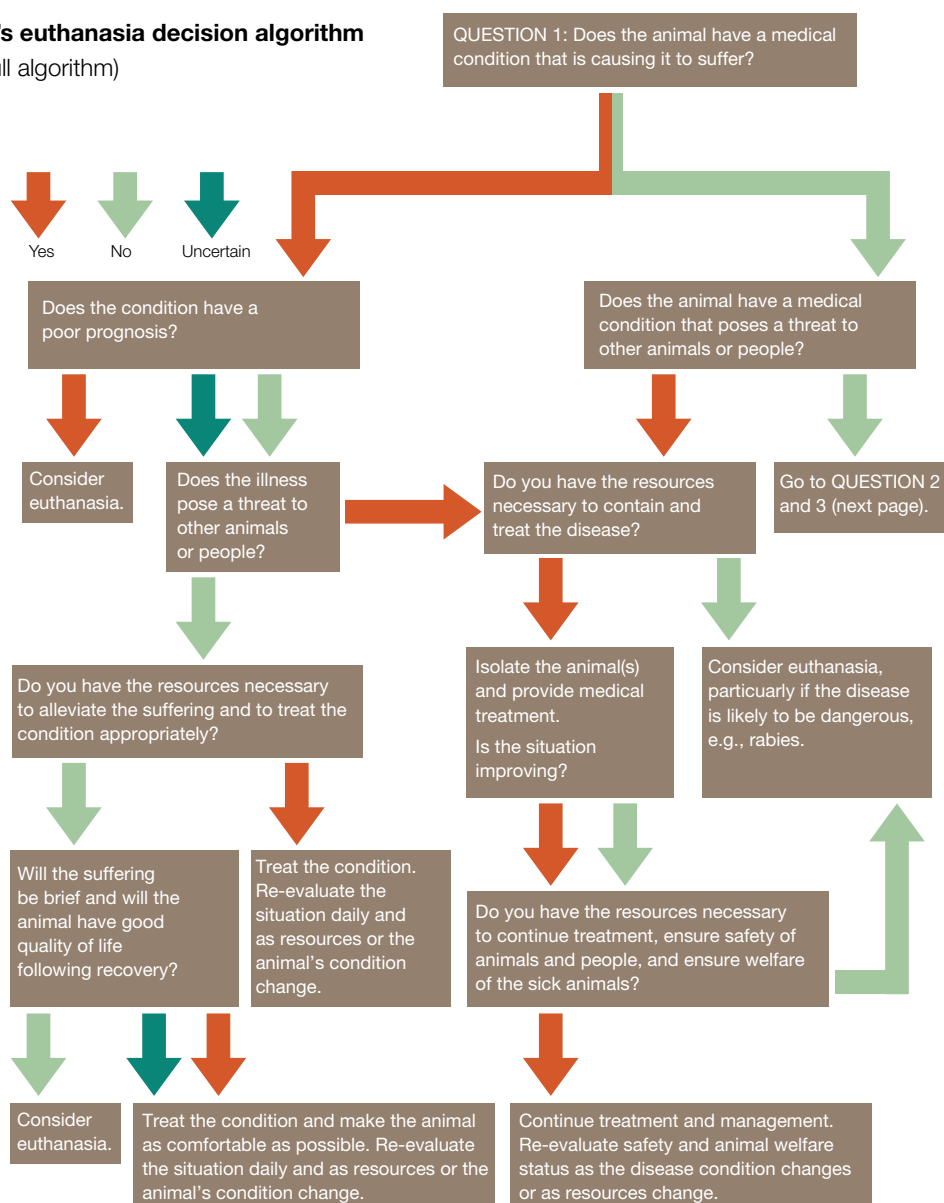 's euthanasia decision algorithm
ll algorithm)
QUESTION 1: Does the animal have a medical
condition that is causing it to suffer?
Yes
No
Uncertain
Does the condition have a
poor prognosis?
Does the animal have a medical
condition that poses a threat to
other animals or people?
Consider
euthanasia.
Does the illness
pose a threat to
other animals
or people?
Do you have the resources
necessary to contain and
treat the disease?
Go to QUESTION 2
and 3 (next page).
Do you have the resources necessary
to alleviate the suffering and to treat the
condition appropriately?
Isolate the animal(s)
and provide medical
treatment.
Is the situation
improving?
Consider euthanasia,
particuarly if the disease
is likely to be dangerous,
e.g., rabies.
Will the suffering
be brief and will the
animal have good
quality of life
following recovery?
Treat the condition.
Re-evaluate the
situation daily and
as resources or the
animal's condition
change.
Do you have the resources necessary
to continue treatment, ensure safety of
animals and people, and ensure welfare
of the sick animals?
Consider
euthanasia.
Treat the condition and make the animal
as comfortable as possible. Re-evaluate
the situation daily and as resources or the
animal's condition change.
Continue treatment and management.
Re-evaluate safety and animal welfare
status as the disease condition changes
or as resources change.